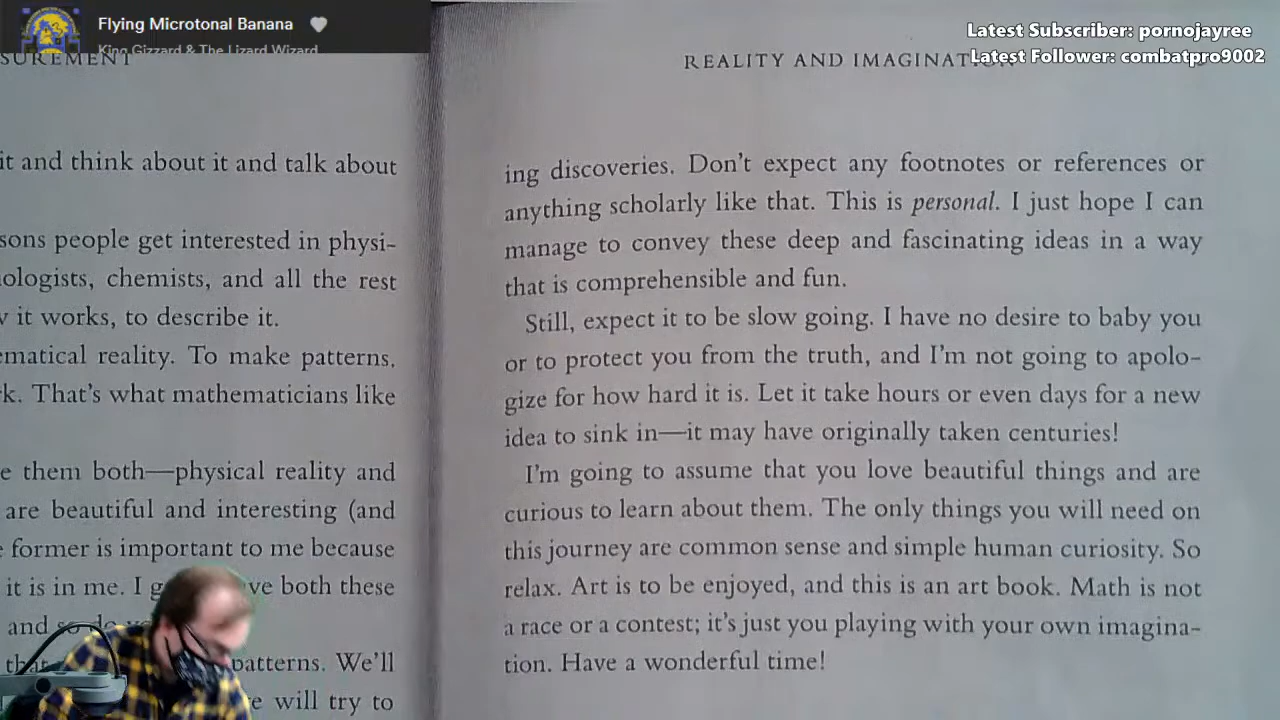 Flying Microtonal Banana
King Gizzard & The Lizard Wizard
Latest Subscriber: pornojayree
Latest Follower: combatpro9002
SUREMENT
it and think about it and talk about
sons people get interested in physi-
ologists, chemists, and all the rest
it works, to describe it.
ematical reality. To make patterns,
k. That's what mathematicians like
e them both—physical reality and
are beautiful and interesting (and
former is important to me because
it is in me. I g ve both these
and so do
that patterns. We'll
e will try to
REALITY AND IMAGINATION
ing discoveries. Don't expect any footnotes or references or
anything scholarly like that. This is personal. I just hope I can
manage to convey these deep and fascinating ideas in a way
that is comprehensible and fun.
Still, expect it to be slow going. I have no desire to baby you
or to protect you from the truth, and I'm not going to apolo-
gize for how hard it is. Let it take hours or even days for a new
idea to sink in—it may have originally taken centuries!
I'm going to assume that you love beautiful things and are
curious to learn about them. The only things you will need on
this journey are common sense and simple human curiosity. So
relax. Art is to be enjoyed, and this is an art book. Math is not
a race or a contest; it's just you playing with your own imagina-
tion. Have a wonderful time!